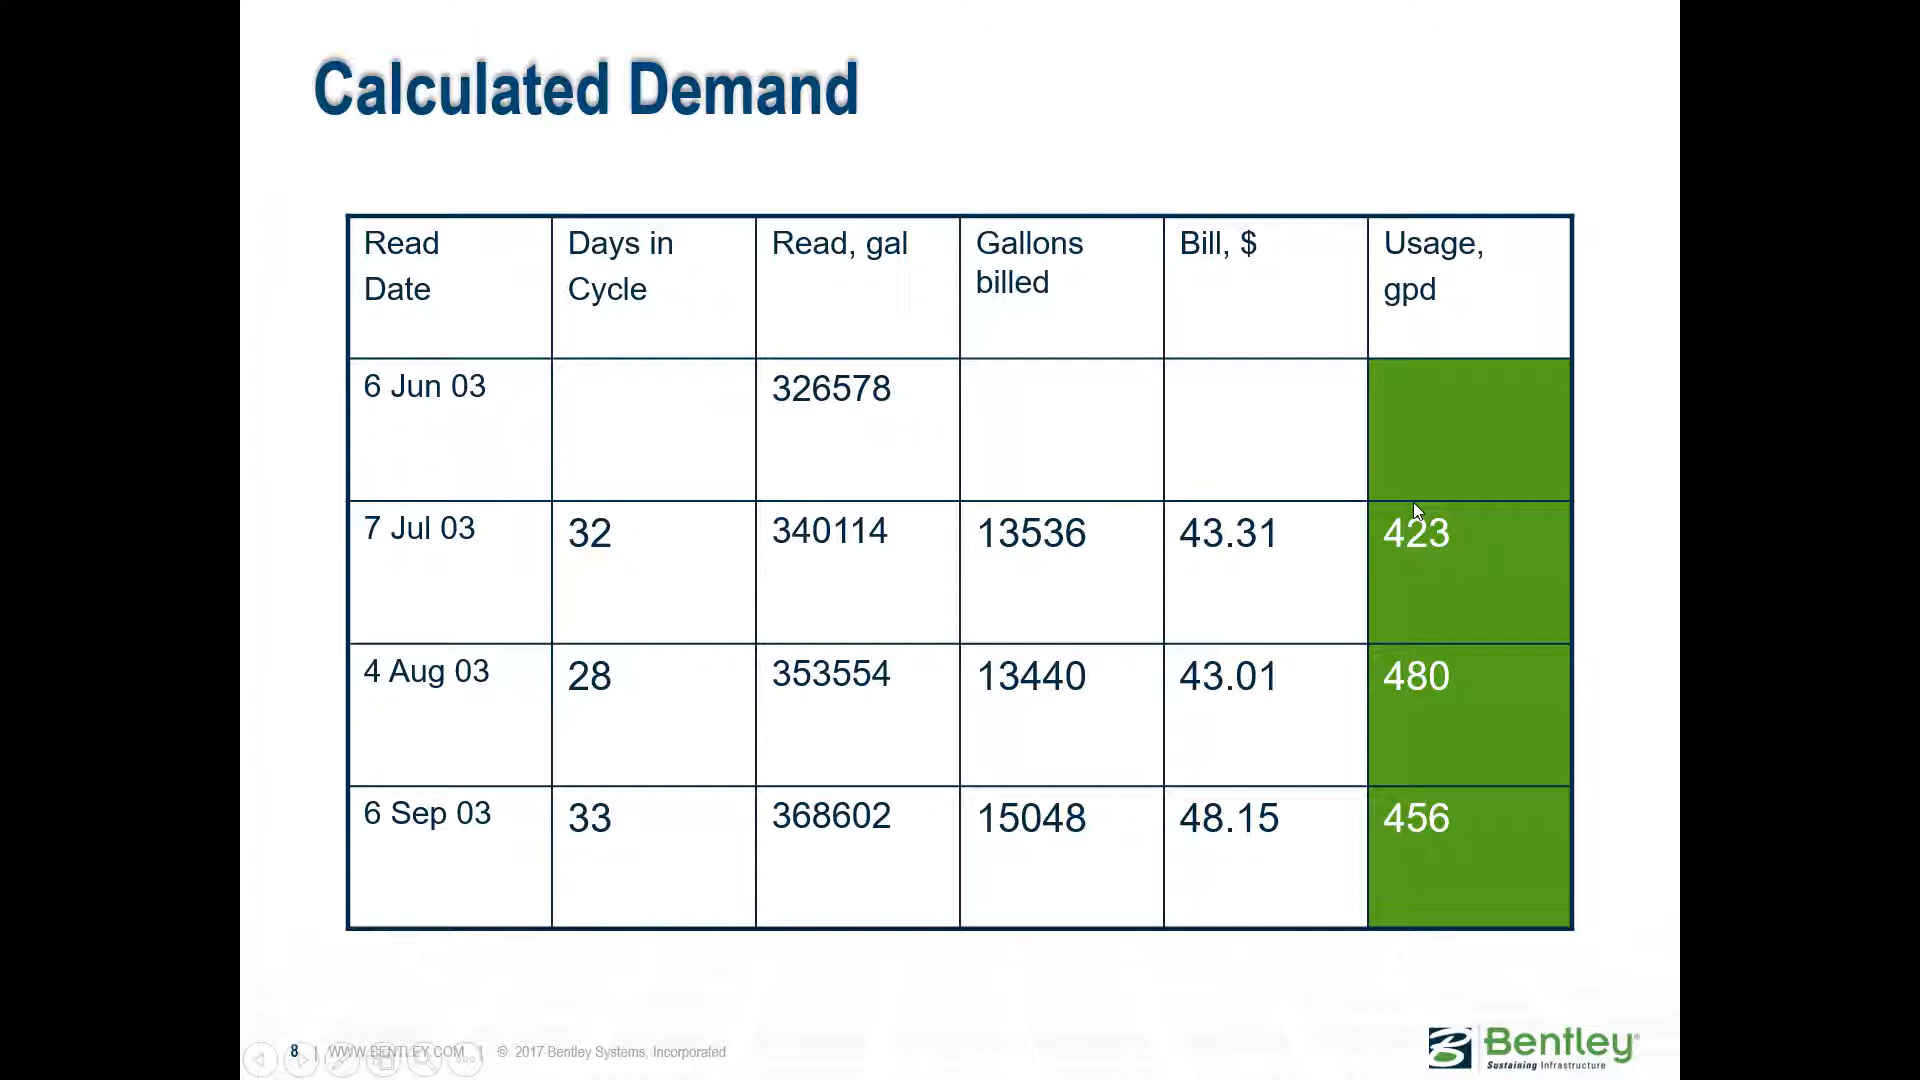 Calculated Demand
Read Date
Days in Cycle
Read, gal
Gallons billed
Bill, $
Usage, gpd
6 Jun 03
326578
7 Jul 03
32
340114
13536
43.31
423
4 Aug 03
28
353554
13440
43.01
480
6 Sep 03
33
368602
15048
48.15
456
8 | WWW.BENTLEY.COM | © 2017 Bentley Systems, Incorporated
Bentley®
Sustaining Infrastructure